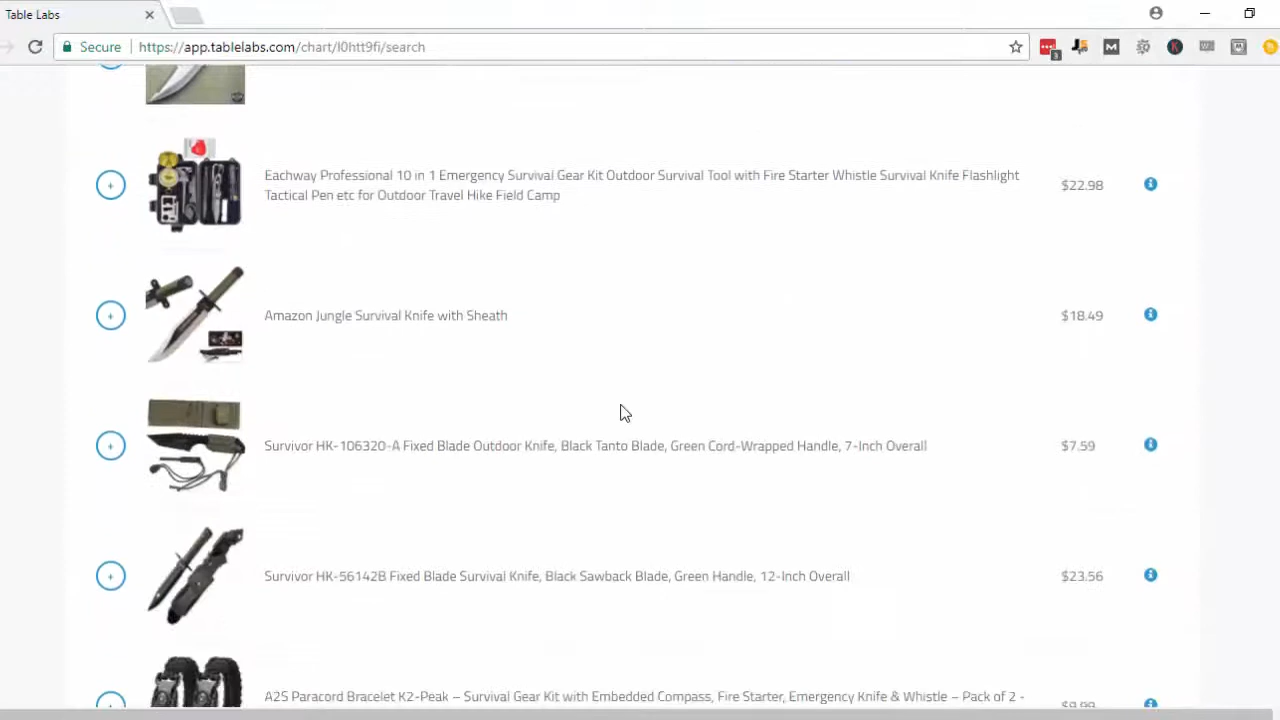 Table Labs
Secure
https://app.tablelabs.com/chart/l0htt9fi/search
Eachway Professional 10 in 1 Emergency Survival Gear Kit Outdoor Survival Tool with Fire Starter Whistle Survival Knife Flashlight
Tactical Pen etc for Outdoor Travel Hike Field Camp
$22.98
Amazon Jungle Survival Knife with Sheath
$18.49
Survivor HK-106320-A Fixed Blade Outdoor Knife, Black Tanto Blade, Green Cord-Wrapped Handle, 7-Inch Overall
$7.59
Survivor HK-56142B Fixed Blade Survival Knife, Black Sawback Blade, Green Handle, 12-Inch Overall
$23.56
A2S Paracord Bracelet K2-Peak – Survival Gear Kit with Embedded Compass, Fire Starter, Emergency Knife & Whistle – Pack of 2 -
$9.99